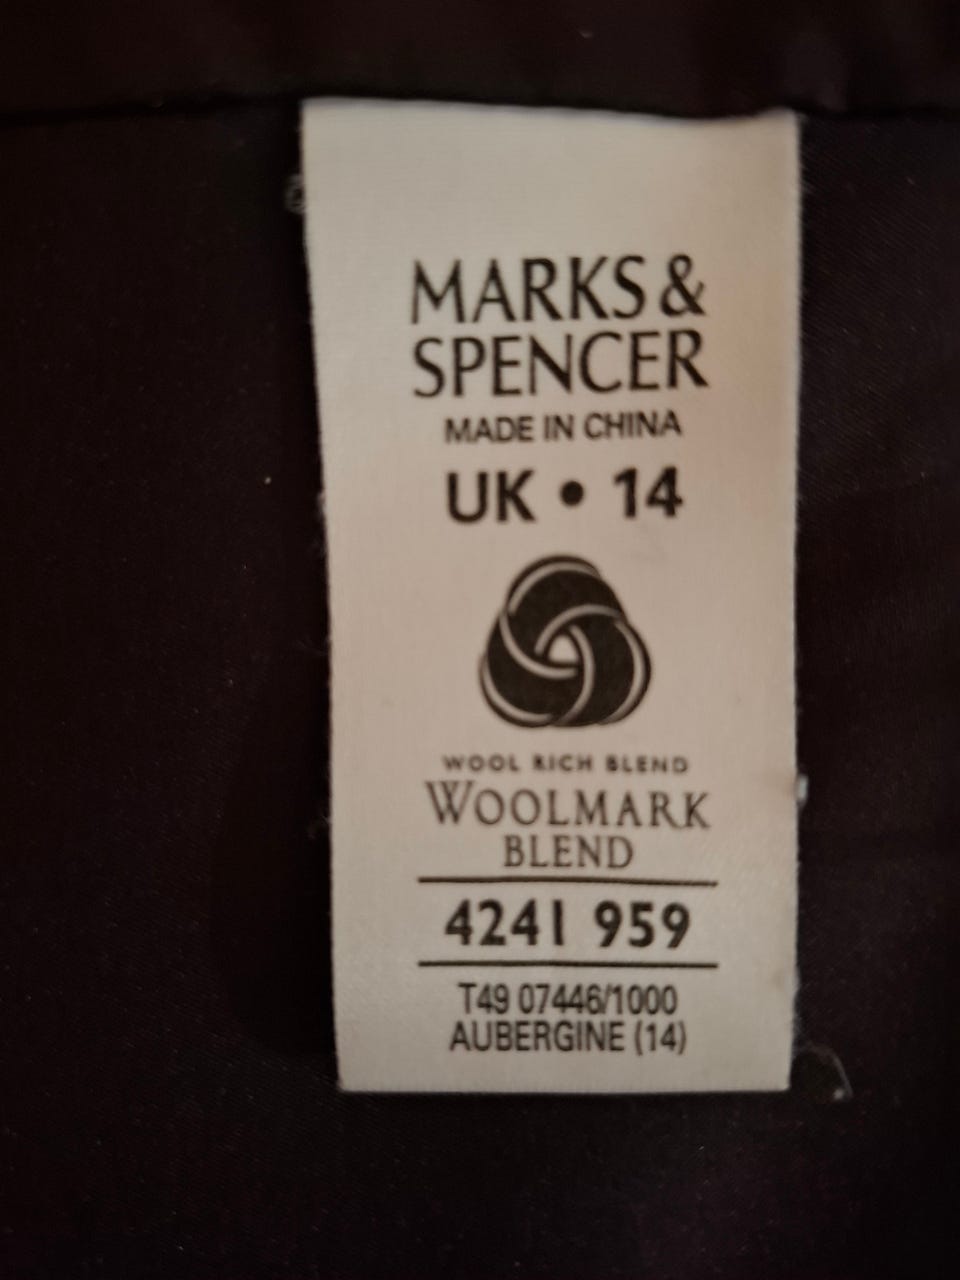 MARKS &
SPENCER
MADE IN CHINA
UK • 14
WOOL RICH BLEND
WOOLMARK
BLEND
4241 959
T49 07446/1000
AUBERGINE (14)